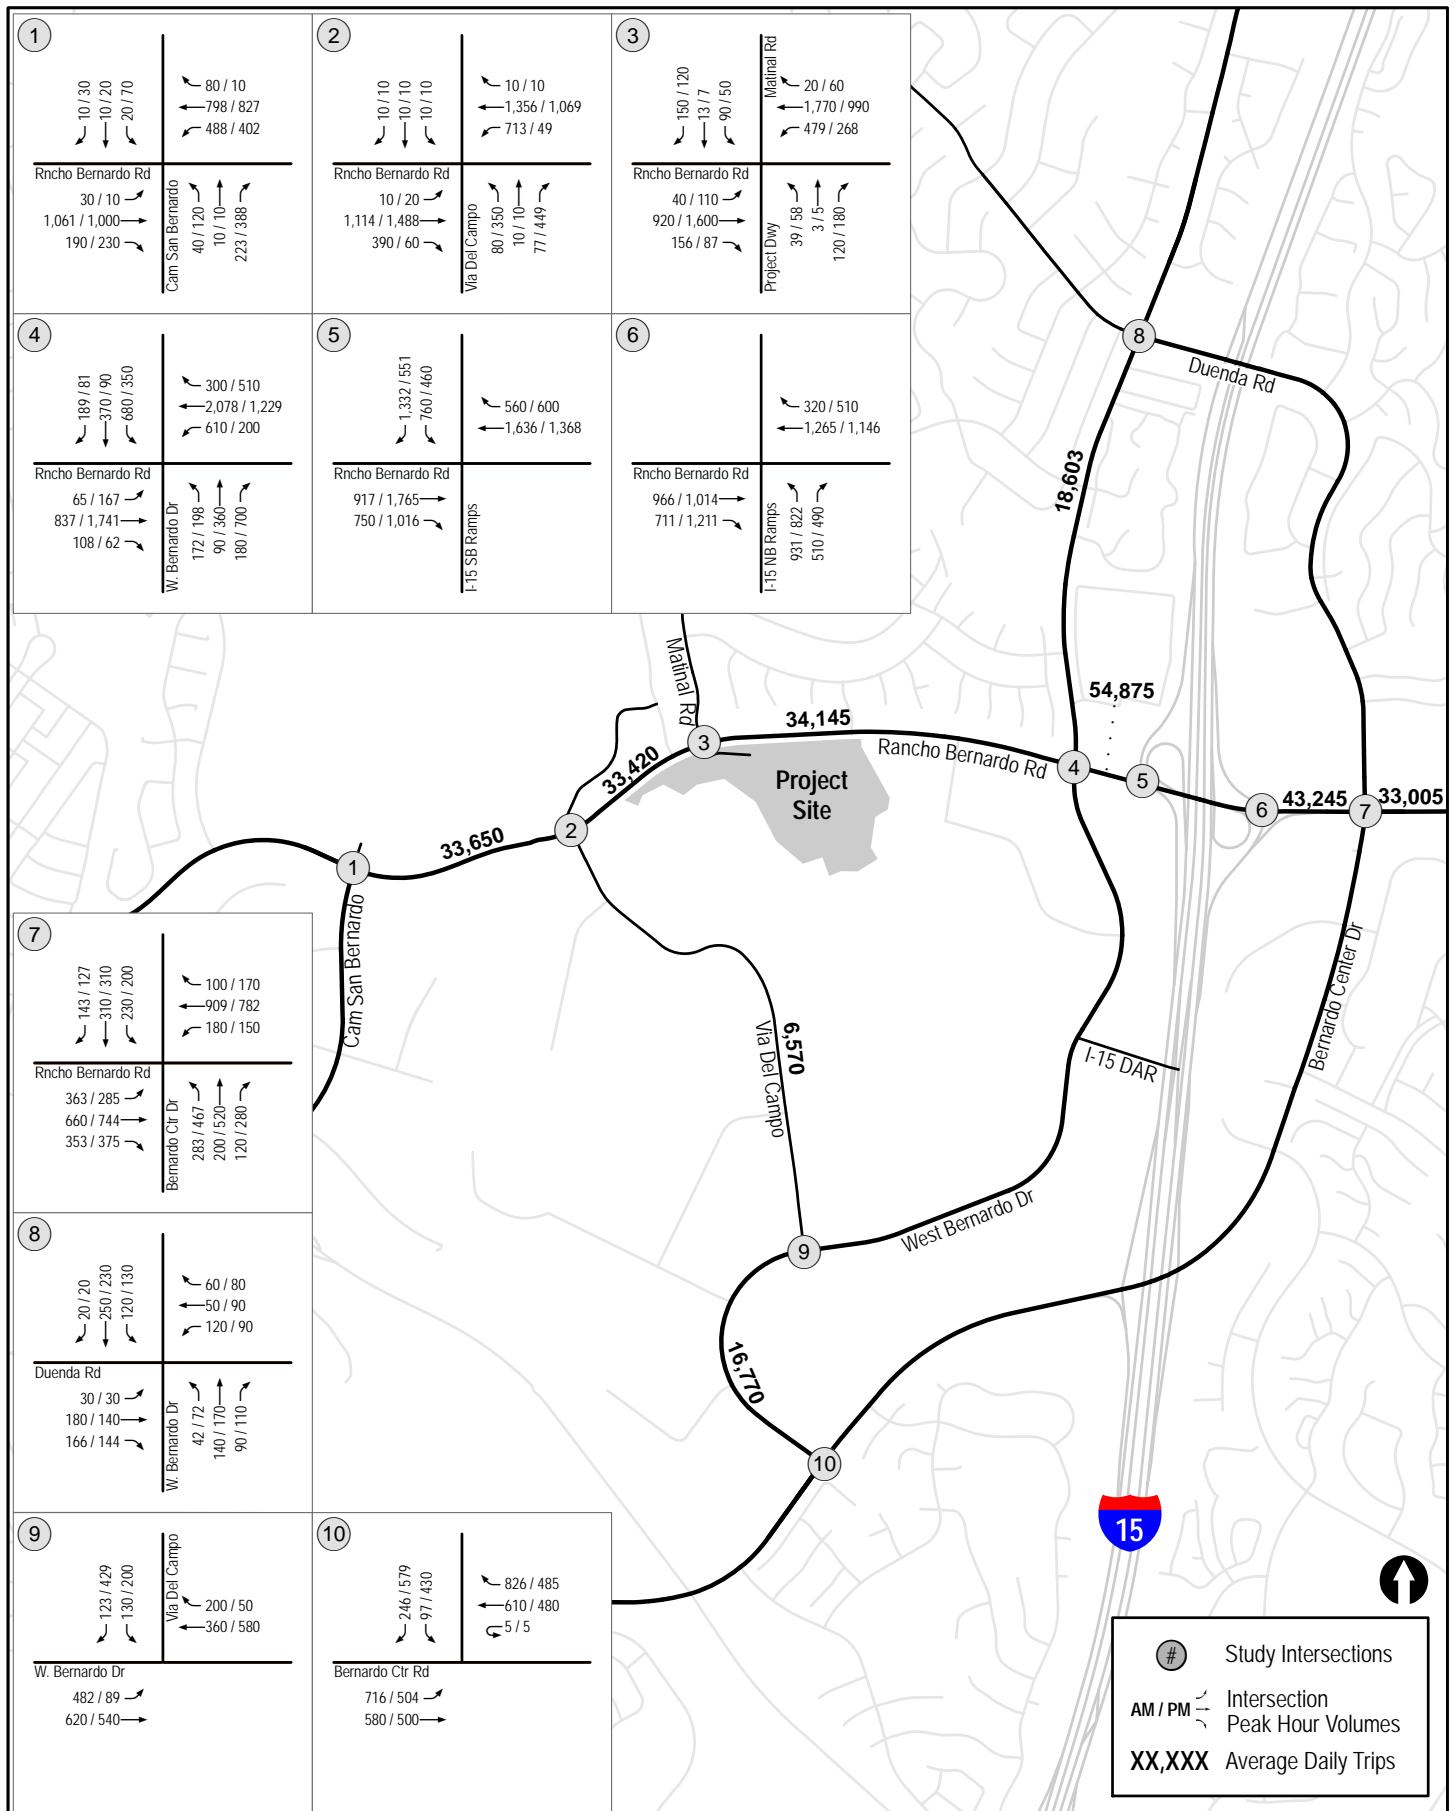 1
10 / 30
10 / 20
20 / 70
80 / 10
798 / 827
488 / 402
Rncho Bernardo Rd
30 / 10
1,061 / 1,000
190 / 230
Cam San Bernardo
40 / 120
10 / 10
223 / 388
2
10 / 10
10 / 10
10 / 10
10 / 10
1,356 / 1,069
713 / 49
Rncho Bernardo Rd
10 / 20
1,114 / 1,488
390 / 60
Via Del Campo
80 / 350
10 / 10
77 / 449
3
150 / 120
13 / 7
90 / 50
Matinal Rd
20 / 60
1,770 / 990
479 / 268
Rncho Bernardo Rd
40 / 110
920 / 1,600
156 / 87
Project Dwy
39 / 58
3 / 5
120 / 180
4
189 / 81
370 / 90
680 / 350
300 / 510
2,078 / 1,229
610 / 200
Rncho Bernardo Rd
65 / 167
837 / 1,741
108 / 62
W. Bernardo Dr
172 / 198
90 / 360
180 / 700
5
1,332 / 551
760 / 460
560 / 600
1,636 / 1,368
Rncho Bernardo Rd
917 / 1,765
750 / 1,016
I-15 SB Ramps
6
320 / 510
1,265 / 1,146
Rncho Bernardo Rd
966 / 1,014
711 / 1,211
I-15 NB Ramps
931 / 822
510 / 490
8
Duenda Rd
18,603
Matinal Rd
54,875
3
34,145
Rancho Bernardo Rd
4
5
6
43,245
7
33,005
33,420
Project
Site
2
33,650
1
Cam San Bernardo
6,570
Via Del Campo
I-15 DAR
Bernardo Center Dr
West Bernardo Dr
9
16,770
10
15
7
143 / 127
310 / 310
230 / 200
100 / 170
909 / 782
180 / 150
Rncho Bernardo Rd
363 / 285
660 / 744
353 / 375
Bernardo Ctr Dr
283 / 467
200 / 520
120 / 280
8
20 / 20
250 / 230
120 / 130
60 / 80
50 / 90
120 / 90
Duenda Rd
30 / 30
180 / 140
166 / 144
W. Bernardo Dr
42 / 72
140 / 170
90 / 110
9
123 / 429
130 / 200
Via Del Campo
200 / 50
360 / 580
W. Bernardo Dr
482 / 89
620 / 540
10
246 / 579
97 / 430
826 / 485
610 / 480
5 / 5
Bernardo Ctr Rd
716 / 504
580 / 500
# Study Intersections
AM / PM Intersection
Peak Hour Volumes
XX,XXX Average Daily Trips